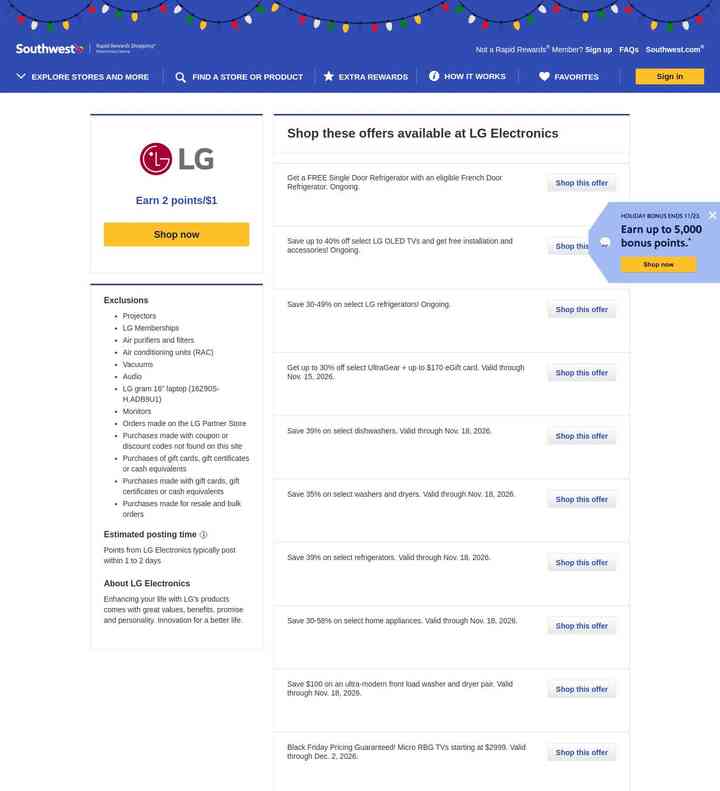 Southwest
Rapid Rewards Shopping®
Not a Rapid Rewards® Member? Sign up FAQs Southwest.com®
EXPLORE STORES AND MORE
FIND A STORE OR PRODUCT
EXTRA REWARDS
HOW IT WORKS
FAVORITES
Sign in
LG
Earn 2 points/$1
Shop now
Exclusions
• Projectors
• LG Memberships
• Air purifiers and filters
• Air conditioning units (RAC)
• Vacuums
• Audio
• LG gram 16" laptop (16Z90S-
H.ADB9U1)
• Monitors
• Orders made on the LG Partner Store
• Purchases made with coupon or
discount codes not found on this site
• Purchases of gift cards, gift certificates
or cash equivalents
• Purchases made with gift cards, gift
certificates or cash equivalents
• Purchases made for resale and bulk
orders
Estimated posting time
Points from LG Electronics typically post
within 1 to 2 days
About LG Electronics
Enhancing your life with LG's products
comes with great values, benefits, promise
and personality. Innovation for a better life.
Shop these offers available at LG Electronics
Get a FREE Single Door Refrigerator with an eligible French Door
Refrigerator. Ongoing.
Shop this offer
Save up to 40% off select LG OLED TVs and get free installation and
accessories! Ongoing.
Shop this
HOLIDAY BONUS ENDS 11/23.
Earn up to 5,000
bonus points.*
Shop now
Save 30-49% on select LG refrigerators! Ongoing.
Shop this offer
Get up to 30% off select UltraGear + up to $170 eGift card. Valid through
Nov. 15, 2026.
Shop this offer
Save 39% on select dishwashers. Valid through Nov. 18, 2026.
Shop this offer
Save 35% on select washers and dryers. Valid through Nov. 18, 2026.
Shop this offer
Save 39% on select refrigerators. Valid through Nov. 18, 2026.
Shop this offer
Save 30-58% on select home appliances. Valid through Nov. 18, 2026.
Shop this offer
Save $100 on an ultra-modern front load washer and dryer pair. Valid
through Nov. 18, 2026.
Shop this offer
Black Friday Pricing Guaranteed! Micro RBG TVs starting at $2999. Valid
through Dec. 2, 2026.
Shop this offer